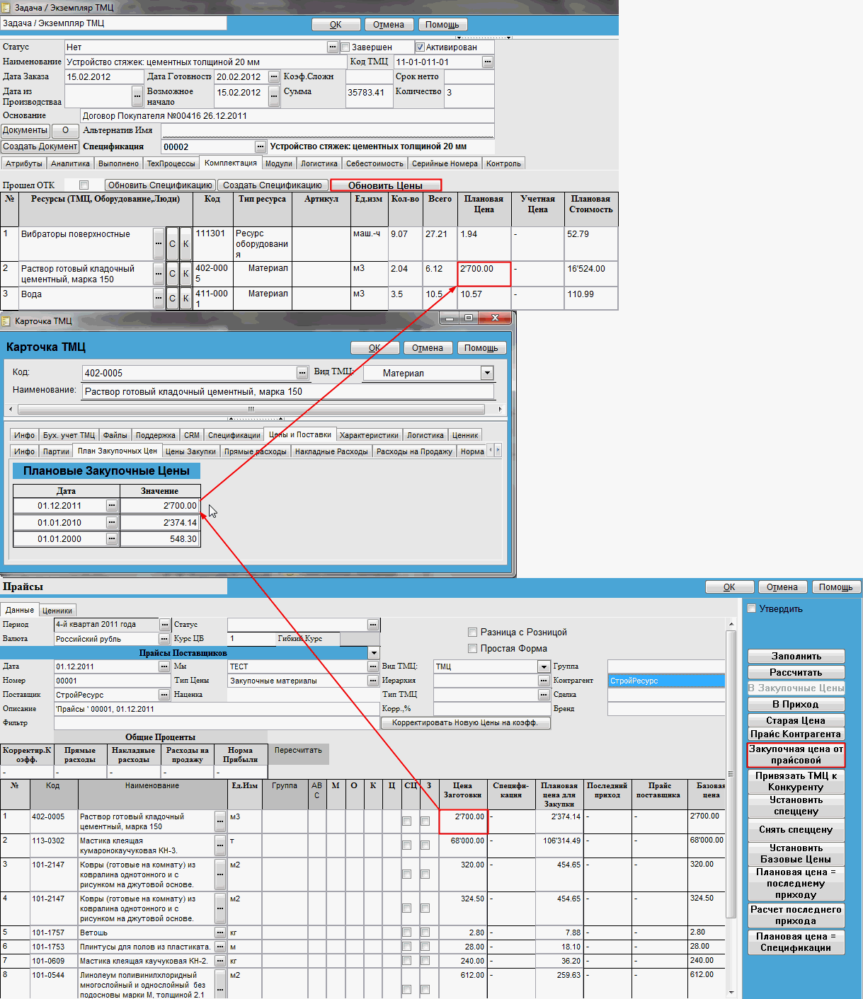 Задача / Экземпляр ТМЦ
Задача / Экземпляр ТМЦ ОК Отмена Помощь
Статус Нет ... Завершен Активирован
Наименование Устройство стяжек: цементных толщиной 20 мм Код ТМЦ 11-01-011-01 ...
Дата Заказа 15.02.2012 Дата Готовности 20.02.2012 ... Коэф.Сложн Срок нетто
Дата из Производстваа ... Возможное начало 15.02.2012 ... Сумма 35783.41 Количество 3
Основание Договор Покупателя №00416 26.12.2011
Документы О Альтернатив Имя
Создать Документ Спецификация 00002 ... Устройство стяжек: цементных толщиной 20 мм
Атрибуты Аналитика Выполнено ТехПроцессы Комплектация Модули Логистика Себестоимость Серийные Номера Контроль
Прошел ОТК Обновить Спецификацию Создать Спецификацию Обновить Цены
№ Ресурсы (ТМЦ, Оборудование,Люди) Код Тип ресурса Артикул Ед.изм Кол-во Всего Плановая Цена Учетная Цена Плановая Стоимость
1 Вибраторы поверхностные ... С К 111301 Ресурс оборудования маш.-ч 9.07 27.21 1.94 - 52.79
2 Раствор готовый кладочный цементный, марка 150 ... С К 402-0005 Материал м3 2.04 6.12 2'700.00 - 16'524.00
3 Вода ... С К 411-0001 Материал м3 3.5 10.5 10.57 - 110.99
Карточка ТМЦ
Карточка ТМЦ ОК Отмена Помощь
Код: 402-0005 ... Вид ТМЦ: Материал
Наименование: Раствор готовый кладочный цементный, марка 150
Инфо Бух. учет ТМЦ Файлы Поддержка CRM Спецификации Цены и Поставки Характеристики Логистика Ценник
Инфо Партии План Закупочных Цен Цены Закупки Прямые расходы Накладные Расходы Расходы на Продажу Норма
Плановые Закупочные Цены
Дата Значение
01.12.2011 ... 2'700.00
01.01.2010 ... 2'374.14
01.01.2000 ... 548.30
Прайсы ОК Отмена Помощь
Данные Ценники Утвердить
Период 4-й квартал 2011 года ... Статус ... Разница с Розницой
Валюта Российский рубль ... Курс ЦБ 1 Гибкий Курс Простая Форма
Прайсы Поставщиков
Дата 01.12.2011 ... Мы ТЕСТ ... Вид ТМЦ: ТМЦ Группа
Номер 00001 Тип Цены Закупочные материалы ... Иерархия ... Контрагент СтройРесурс
Поставщик СтройРесурс ... Наценка Тип ТМЦ ... Сделка
Описание 'Прайсы ' 00001, 01.12.2011 Корр.,% Бренд
Фильтр Корректировать Новую Цены на коэфф.
Общие Проценты
Корректир.Коэфф. Прямые расходы Накладные расходы Расходы на продажу Норма Прибыли Пересчитать
- - - - -
№ Код Наименование Ед.Изм Группа АВС М О К Ц СЦ З Цена Заготовки Специфи-кация Плановая цена для Закупки Последний приход Прайс поставщика Базовая цена
1 402-0005 Раствор готовый кладочный цементный, марка 150 ... м3 2'700.00 - 2'374.14 - - 2'700.00
2 113-0302 Мастика клеящая кумаронокаучуковая КН-3. ... т 68'000.00 - 106'314.49 - - 68'000.00
3 101-2147 Ковры (готовые на комнату) из ковралина однотонного и с рисунком на джутовой основе. ... м2 320.00 - 454.65 - - 320.00
4 101-2147 Ковры (готовые на комнату) из ковралина однотонного и с рисунком на джутовой основе. ... м2 324.50 - 454.65 - - 324.50
5 101-1757 Ветошь ... кг 2.80 - 7.88 - - 2.80
6 101-1753 Плинтусы для полов из пластиката. ... м 28.00 - 18.10 - - 28.00
7 101-0609 Мастика клеящая каучуковая КН-2. ... кг 240.00 - 36.20 - - 240.00
8 101-0544 Линолеум поливинилхлоридный многослойный и однослойный без подосновы марки М, толщиной 2.1 ... м2 612.00 - 259.63 - - 612.00
Заполнить
Рассчитать
В Закупочные Цены
В Приход
Старая Цена
Прайс Контрагента
Закупочная цена от прайсовой
Привязать ТМЦ к Конкуренту
Установить спеццену
Снять спеццену
Установить Базовые Цены
Плановая цена = последнему приходу
Расчет последнего прихода
Плановая цена = Спецификации